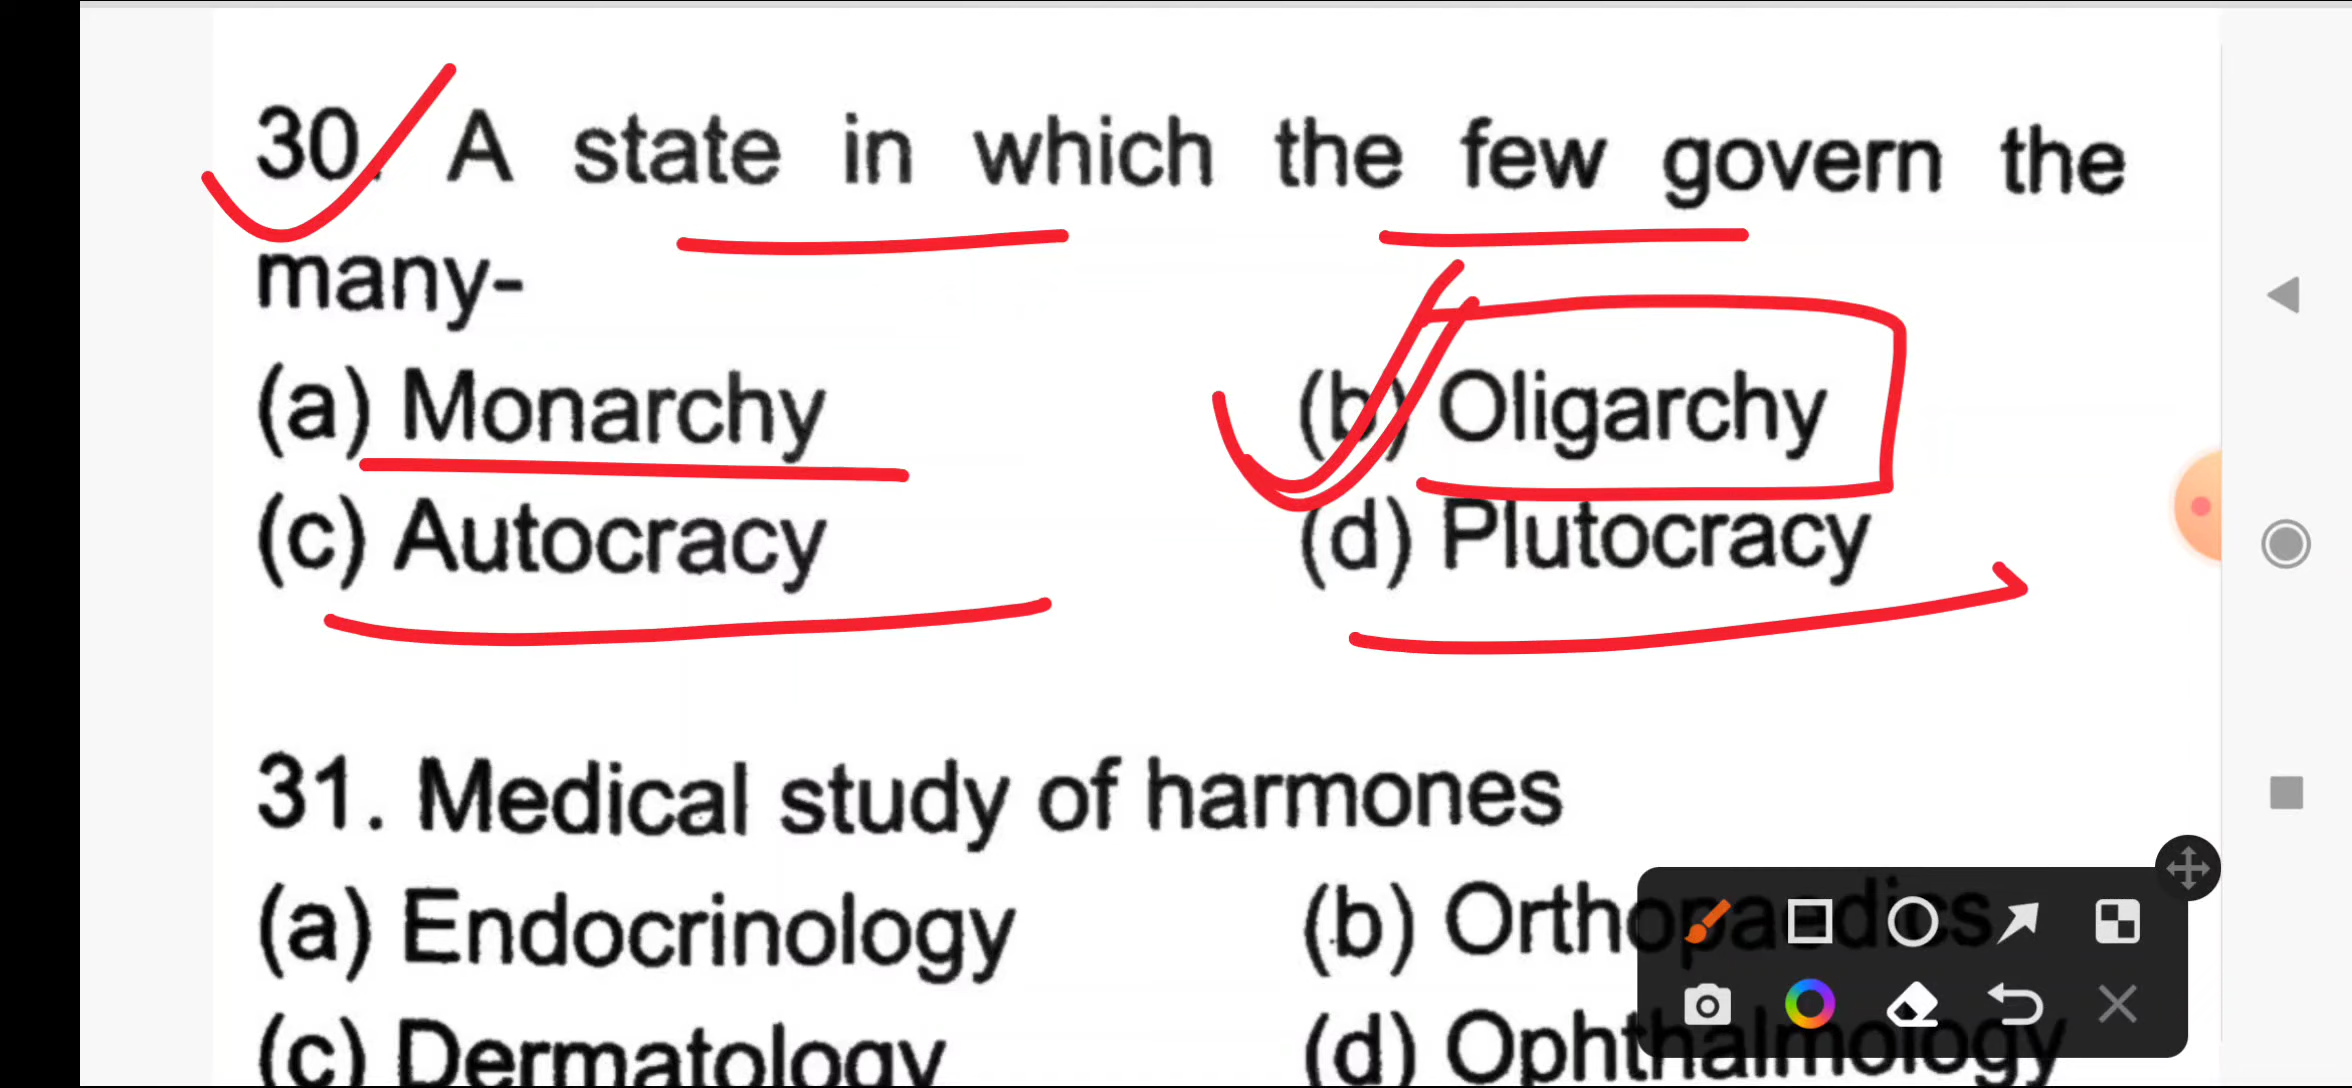 30. A state in which the few govern the
many-
(a) Monarchy (b) Oligarchy
(c) Autocracy (d) Plutocracy
31. Medical study of harmones
(a) Endocrinology (b) Orthopaedics
(c) Dermatology (d) Ophthalmology